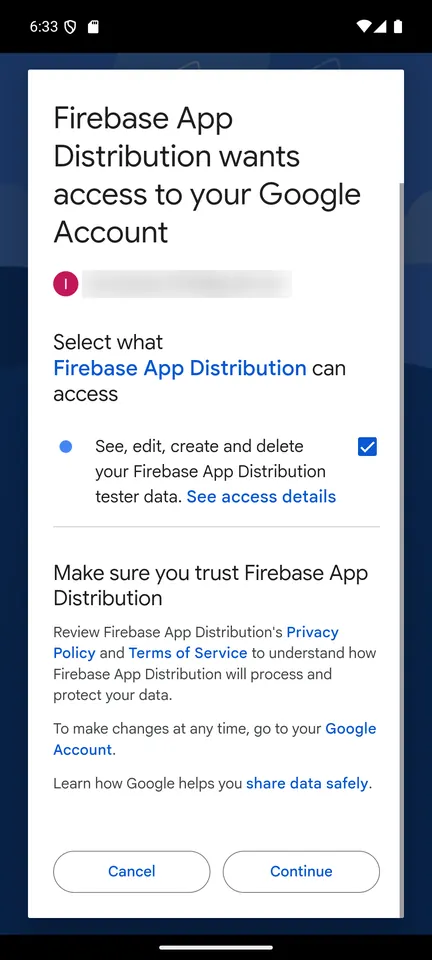 6:33
Firebase App
Distribution wants
access to your Google
Account
I
Select what
Firebase App Distribution can
access
See, edit, create and delete
your Firebase App Distribution
tester data. See access details
Make sure you trust Firebase App
Distribution
Review Firebase App Distribution's Privacy
Policy and Terms of Service to understand how
Firebase App Distribution will process and
protect your data.
To make changes at any time, go to your Google
Account.
Learn how Google helps you share data safely.
Cancel
Continue